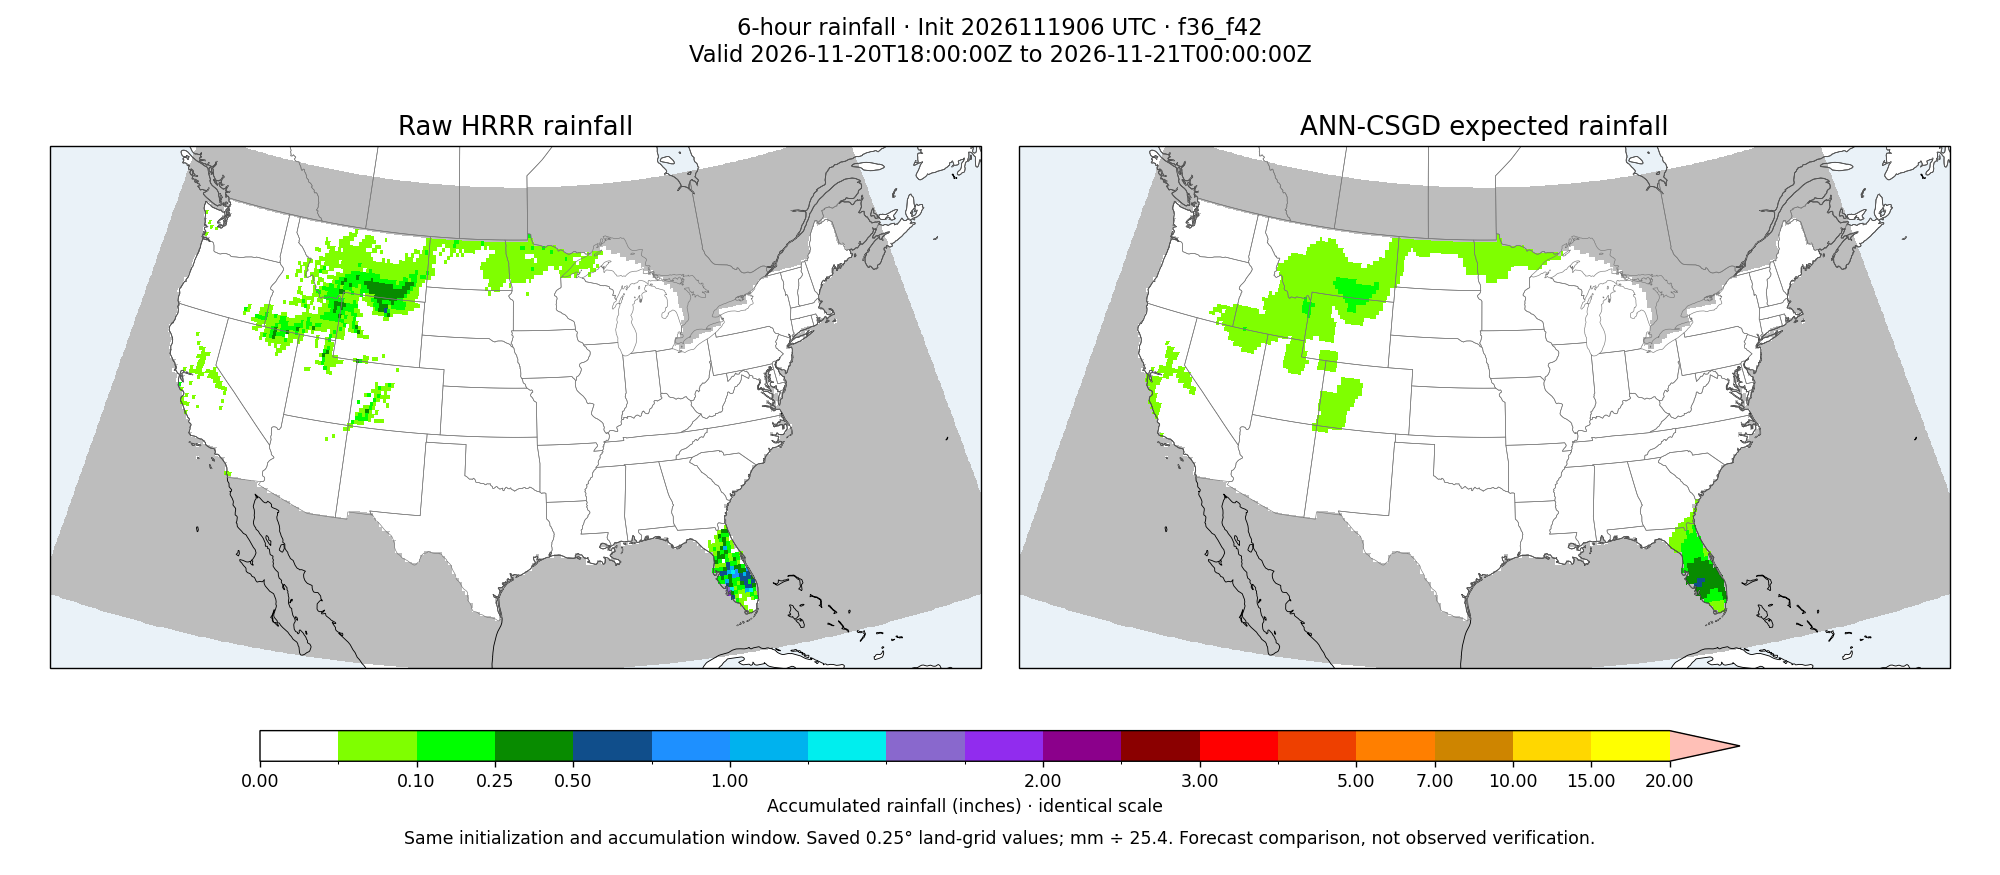 6-hour rainfall · Init 2026111906 UTC · f36_f42
Valid 2026-11-20T18:00:00Z to 2026-11-21T00:00:00Z
Raw HRRR rainfall
ANN-CSGD expected rainfall
0.00 0.10 0.25 0.50 1.00 2.00 3.00 5.00 7.00 10.00 15.00 20.00
Accumulated rainfall (inches) · identical scale
Same initialization and accumulation window. Saved 0.25° land-grid values; mm ÷ 25.4. Forecast comparison, not observed verification.